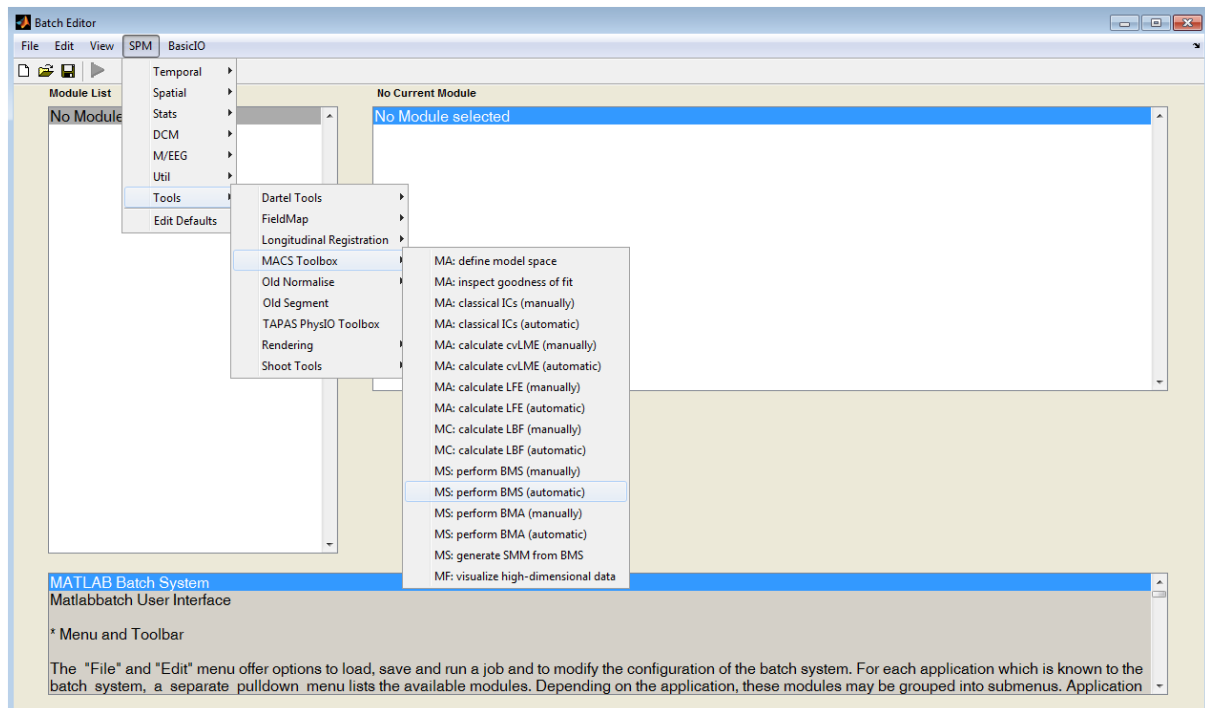 Batch Editor
File Edit View SPM BasicIO
Module List
No Module
No Current Module
No Module selected
Temporal
Spatial
Stats
DCM
M/EEG
Util
Tools
Edit Defaults
Dartel Tools
FieldMap
Longitudinal Registration
MACS Toolbox
Old Normalise
Old Segment
TAPAS PhysIO Toolbox
Rendering
Shoot Tools
MA: define model space
MA: inspect goodness of fit
MA: classical ICs (manually)
MA: classical ICs (automatic)
MA: calculate cvLME (manually)
MA: calculate cvLME (automatic)
MA: calculate LFE (manually)
MA: calculate LFE (automatic)
MC: calculate LBF (manually)
MC: calculate LBF (automatic)
MS: perform BMS (manually)
MS: perform BMS (automatic)
MS: perform BMA (manually)
MS: perform BMA (automatic)
MS: generate SMM from BMS
MF: visualize high-dimensional data
MATLAB Batch System
Matlabbatch User Interface
* Menu and Toolbar
The "File" and "Edit" menu offer options to load, save and run a job and to modify the configuration of the batch system. For each application which is known to the
batch system, a separate pulldown menu lists the available modules. Depending on the application, these modules may be grouped into submenus. Application